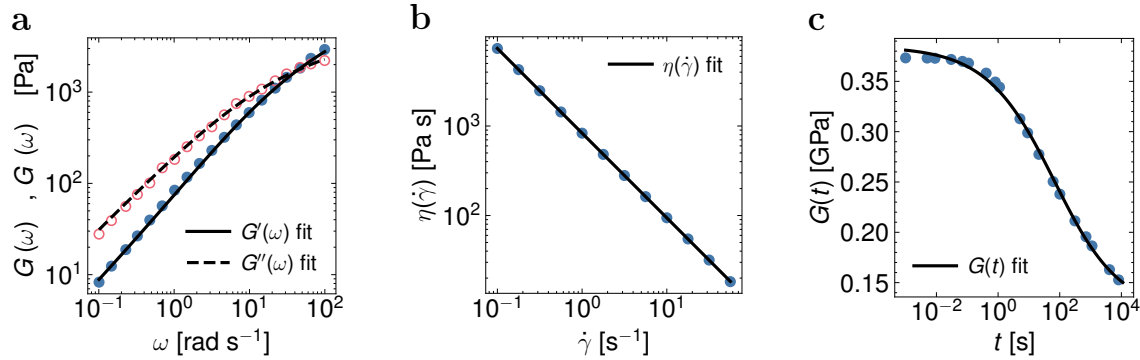 a
G (ω) , G (ω) [Pa]
10³
10²
10¹
G′(ω) fit
G″(ω) fit
10⁻¹ 10⁰ 10¹ 10²
ω [rad s⁻¹]
b
η(γ̇) [Pa s]
10³
10²
η(γ̇) fit
10⁻¹ 10⁰ 10¹
γ̇ [s⁻¹]
c
G(t) [GPa]
0.35
0.30
0.25
0.20
0.15
G(t) fit
10⁻² 10⁰ 10² 10⁴
t [s]